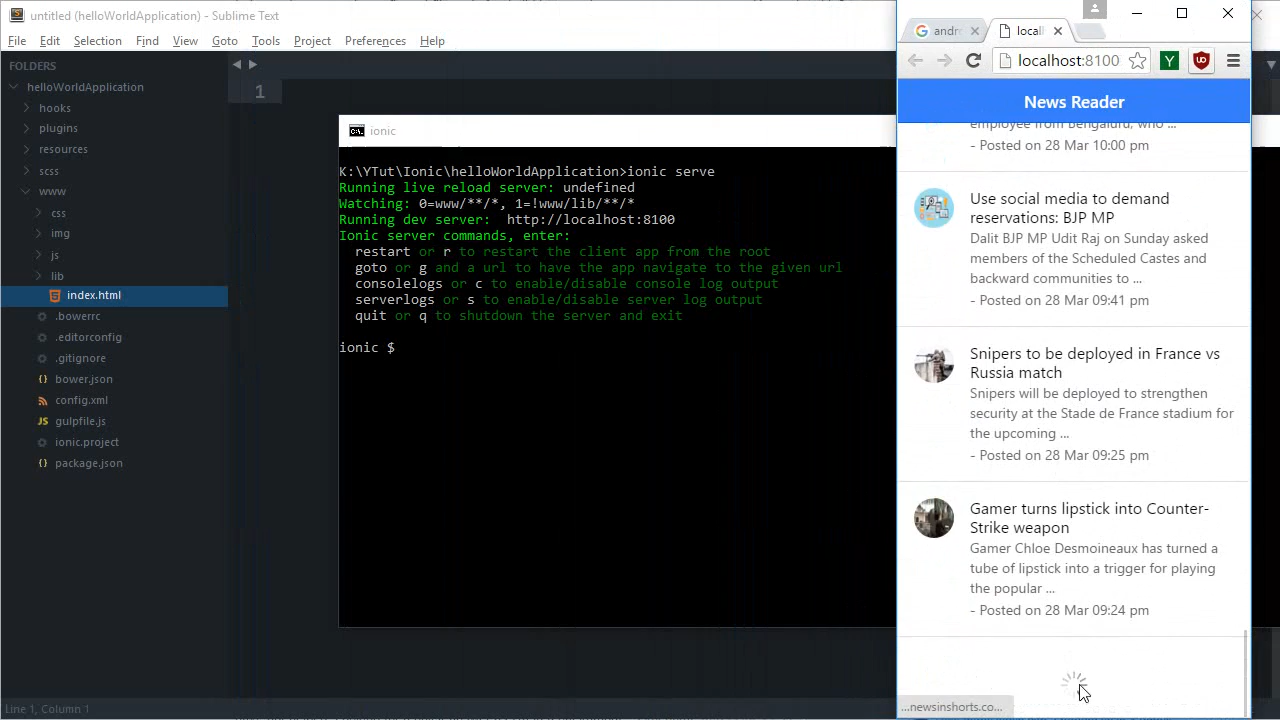 untitled (helloWorldApplication) - Sublime Text
File Edit Selection Find View Goto Tools Project Preferences Help
FOLDERS
helloWorldApplication
hooks
plugins
resources
scss
www
css
img
js
lib
index.html
.bowerrc
.editorconfig
.gitignore
bower.json
config.xml
gulpfile.js
ionic.project
package.json
Line 1, Column 1
1
ionic
K:\YTut\Ionic\helloWorldApplication>ionic serve
Running live reload server: undefined
Watching: 0=www/**/*, 1=!www/lib/**/*
Running dev server:  http://localhost:8100
Ionic server commands, enter:
restart or r to restart the client app from the root
goto or g and a url to have the app navigate to the given url
consolelogs or c to enable/disable console log output
serverlogs or s to enable/disable server log output
quit or q to shutdown the server and exit
ionic $
andr
locall
localhost:8100
News Reader
employee from Bengaluru, who ...
- Posted on 28 Mar 10:00 pm
Use social media to demand
reservations: BJP MP
Dalit BJP MP Udit Raj on Sunday asked
members of the Scheduled Castes and
backward communities to ...
- Posted on 28 Mar 09:41 pm
Snipers to be deployed in France vs
Russia match
Snipers will be deployed to strengthen
security at the Stade de France stadium for
the upcoming ...
- Posted on 28 Mar 09:25 pm
Gamer turns lipstick into Counter-
Strike weapon
Gamer Chloe Desmoineaux has turned a
tube of lipstick into a trigger for playing
the popular ...
- Posted on 28 Mar 09:24 pm
...newsinshorts.co...